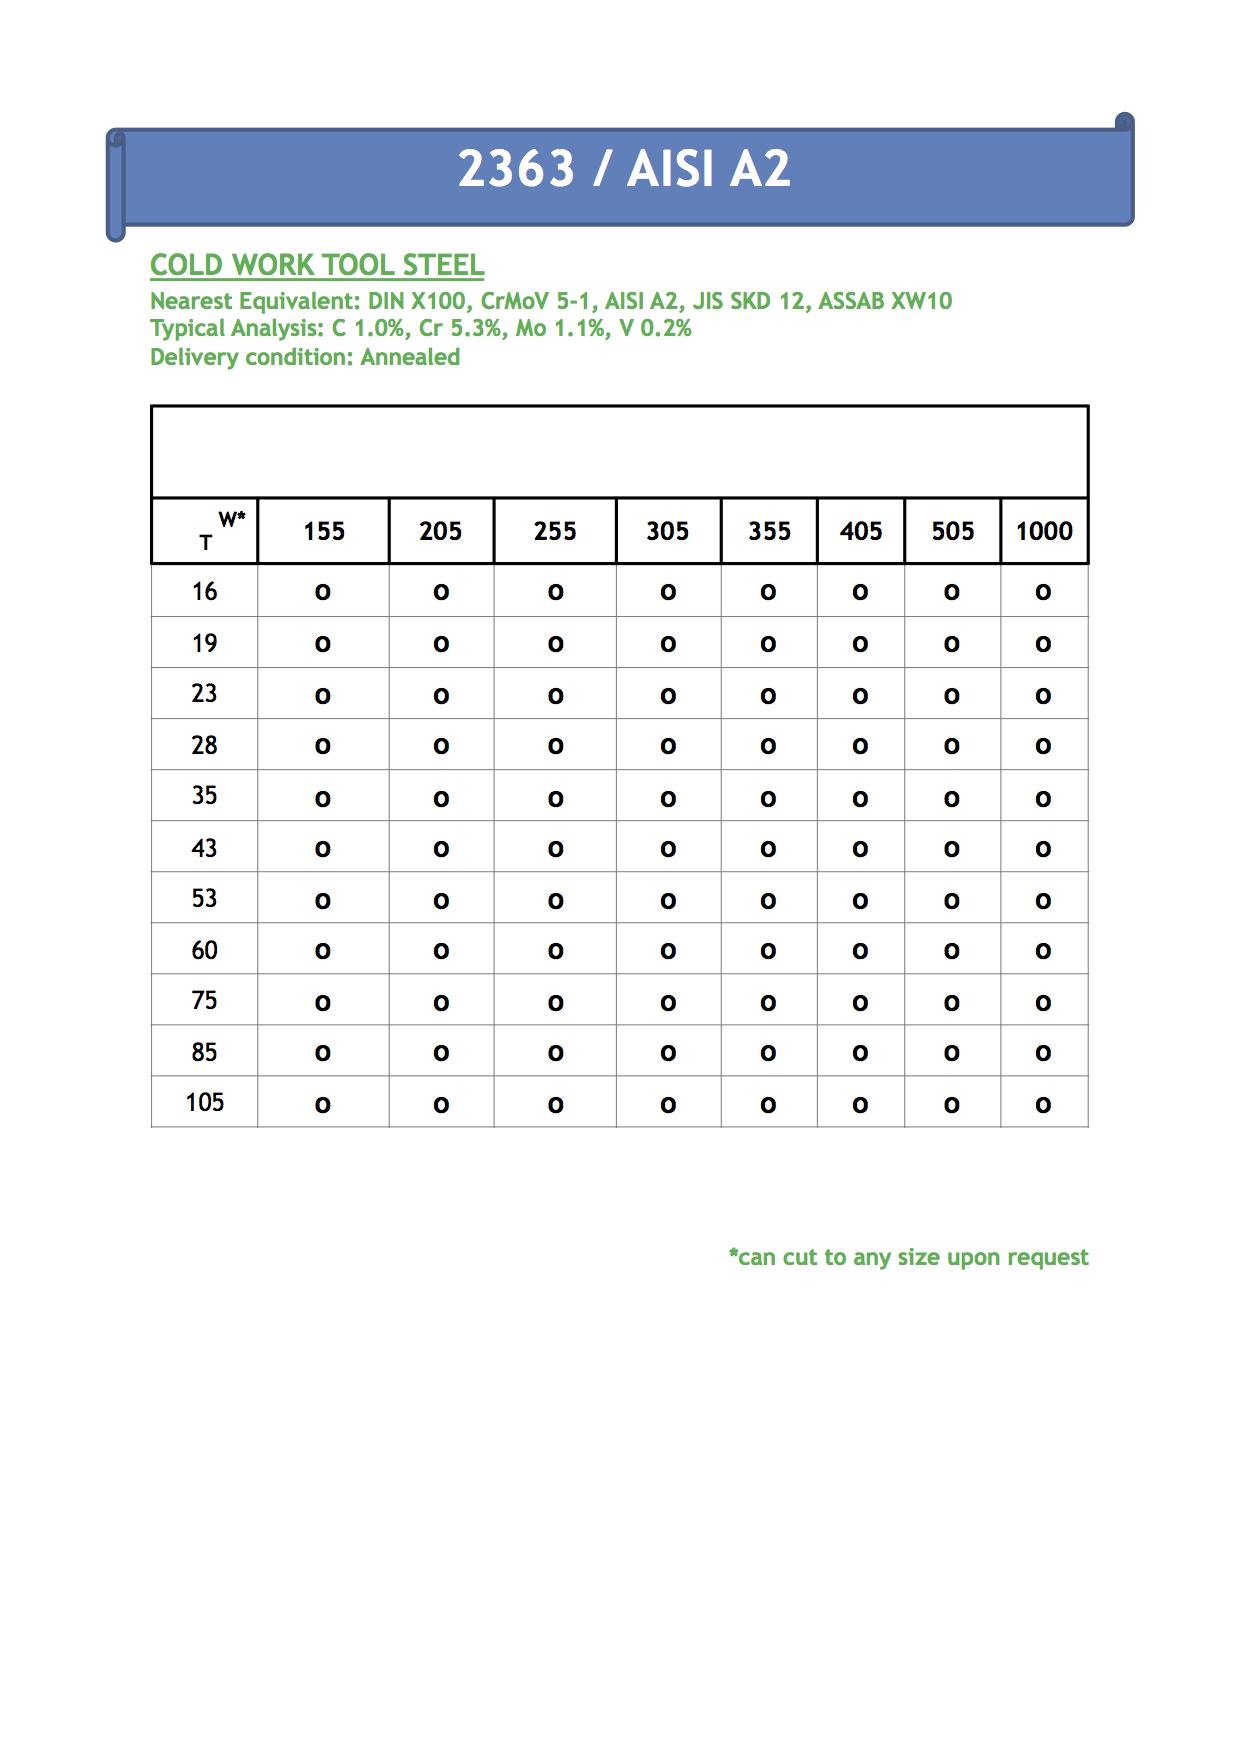 2363 / AISI A2
COLD WORK TOOL STEEL
Nearest Equivalent: DIN X100, CrMoV 5-1, AISI A2, JIS SKD 12, ASSAB XW10
Typical Analysis: C 1.0%, Cr 5.3%, Mo 1.1%, V 0.2%
Delivery condition: Annealed
W*
T 155 205 255 305 355 405 505 1000
16 o o o o o o o o
19 o o o o o o o o
23 o o o o o o o o
28 o o o o o o o o
35 o o o o o o o o
43 o o o o o o o o
53 o o o o o o o o
60 o o o o o o o o
75 o o o o o o o o
85 o o o o o o o o
105 o o o o o o o o
*can cut to any size upon request